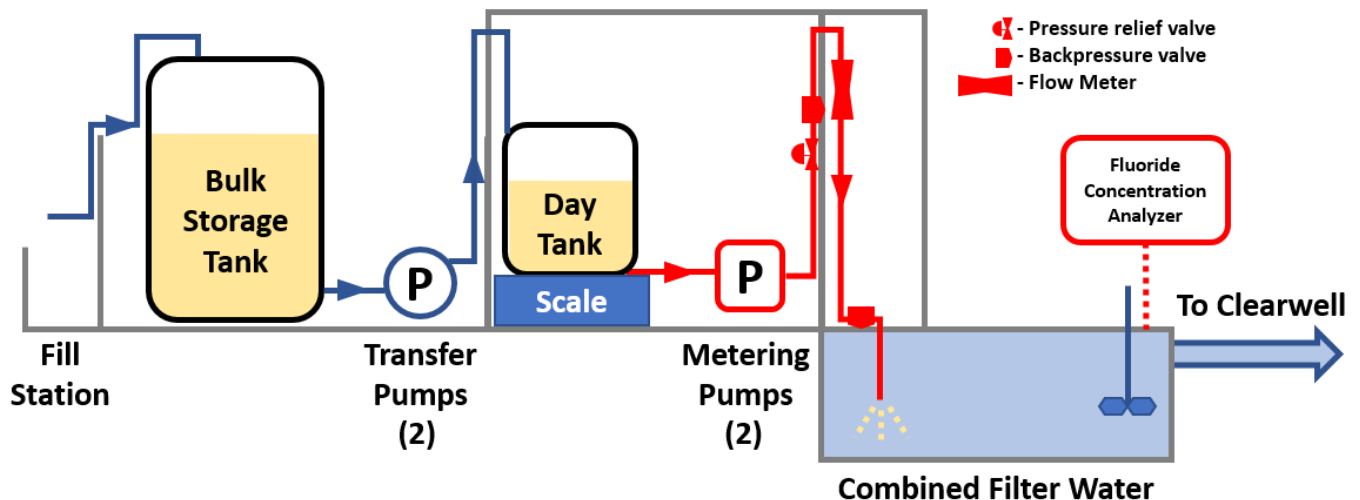 - Pressure relief valve
- Backpressure valve
- Flow Meter
Bulk
Storage
Tank
P
Day
Tank
Scale
P
Fluoride
Concentration
Analyzer
To Clearwell
Fill
Station
Transfer
Pumps
(2)
Metering
Pumps
(2)
Combined Filter Water